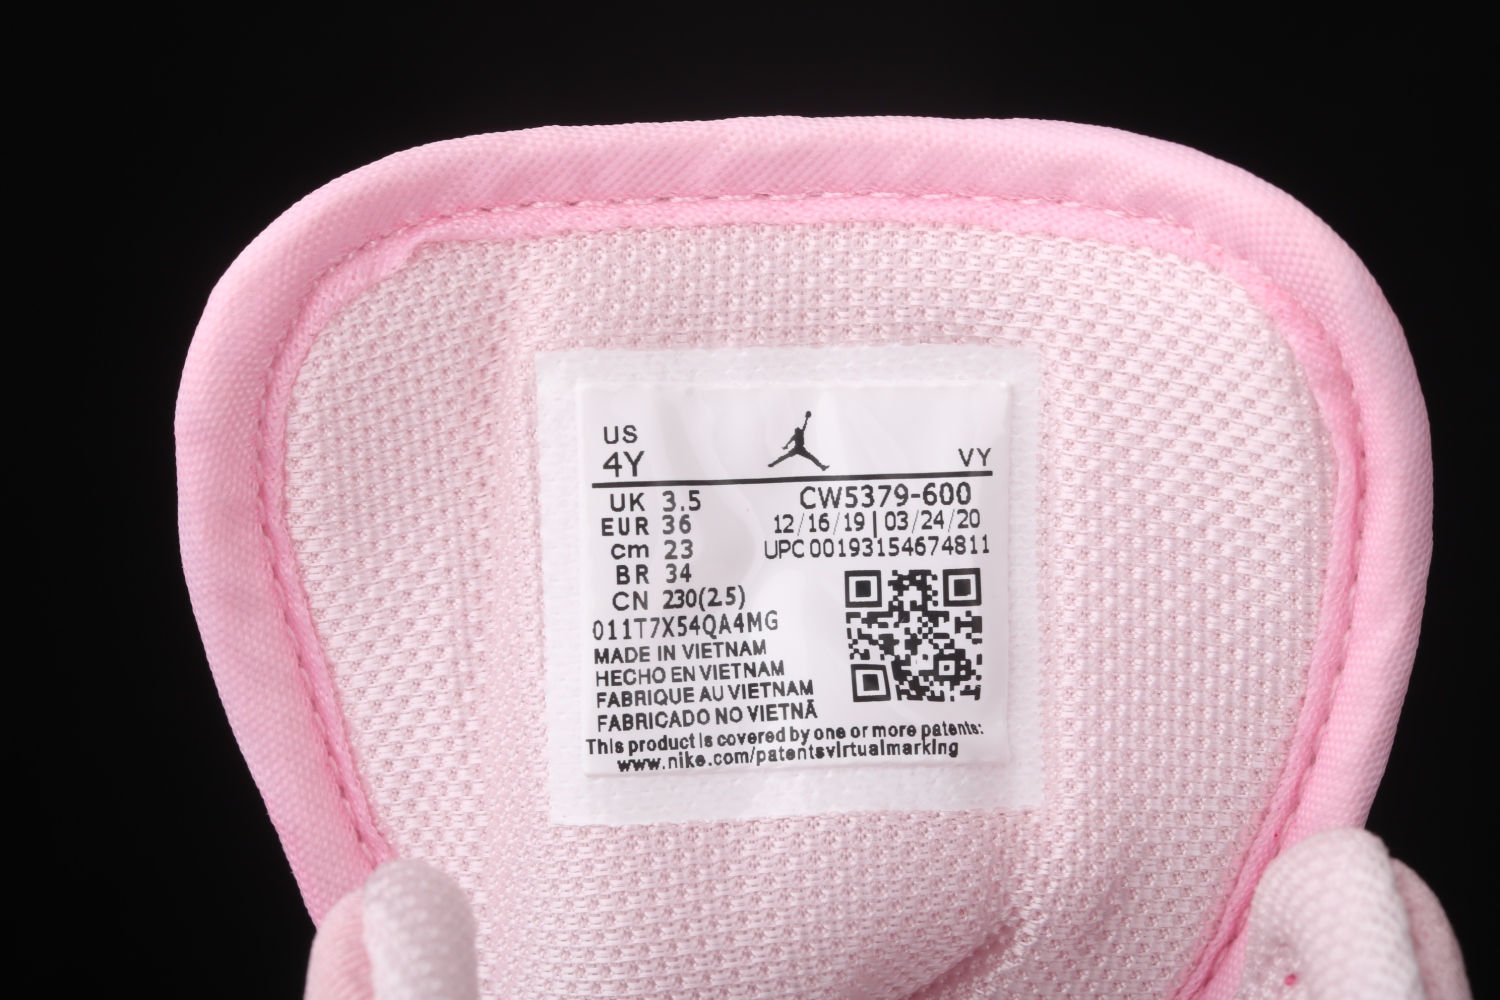 US
4Y
VY
UK 3.5
EUR 36
cm 23
BR 34
CN 230(2.5)
CW5379-600
12/16/19 | 03/24/20
UPC 00193154674811
011T7X54QA4MG
MADE IN VIETNAM
HECHO EN VIETNAM
FABRIQUE AU VIETNAM
FABRICADO NO VIETNÃ
This product is covered by one or more patents:
www.nike.com/patentsvirtualmarking